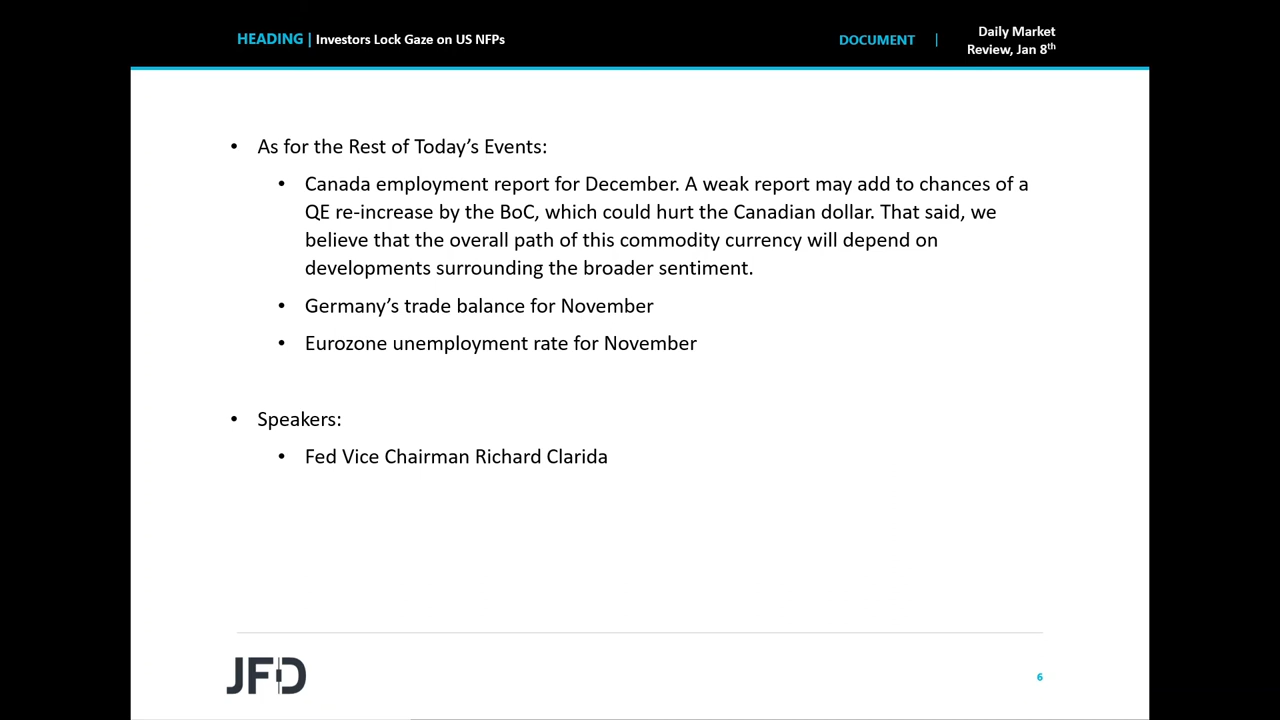 HEADING | Investors Lock Gaze on US NFPs
DOCUMENT |
Daily Market
Review, Jan 8th
• As for the Rest of Today’s Events:
• Canada employment report for December. A weak report may add to chances of a
QE re-increase by the BoC, which could hurt the Canadian dollar. That said, we
believe that the overall path of this commodity currency will depend on
developments surrounding the broader sentiment.
• Germany’s trade balance for November
• Eurozone unemployment rate for November
• Speakers:
• Fed Vice Chairman Richard Clarida
JFD
6